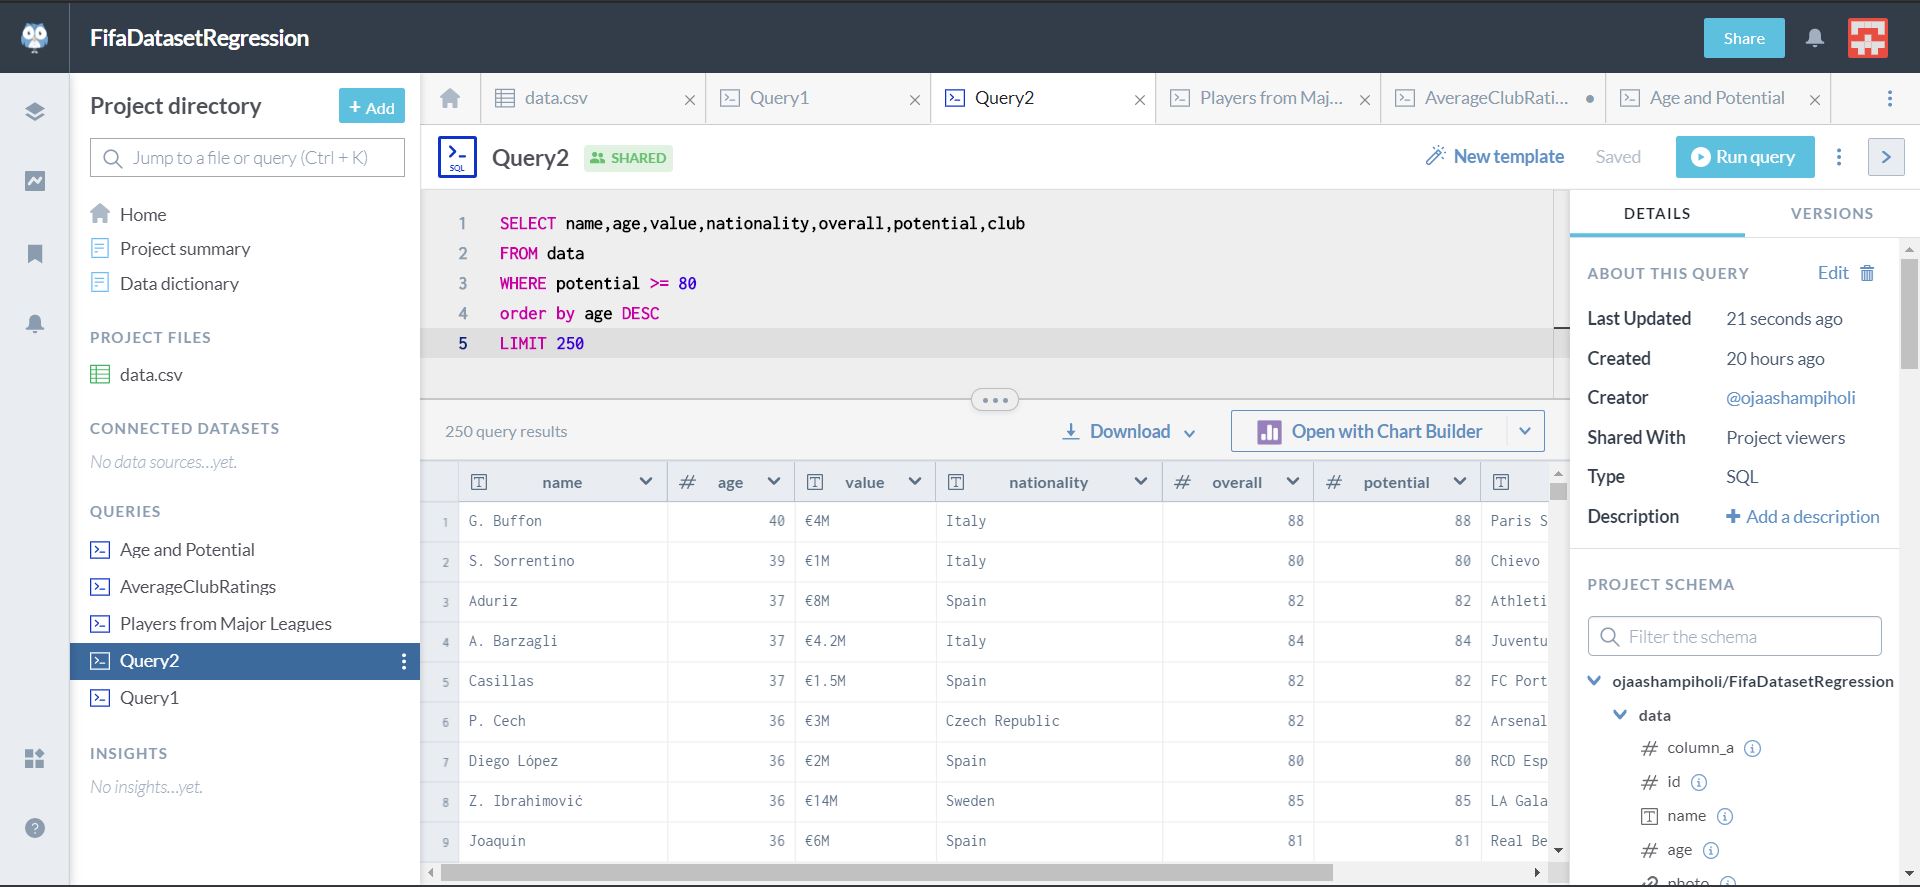 FifaDatasetRegression
Share
Project directory
+ Add
Jump to a file or query (Ctrl + K)
Home
Project summary
Data dictionary
PROJECT FILES
data.csv
CONNECTED DATASETS
No data sources...yet.
QUERIES
Age and Potential
AverageClubRatings
Players from Major Leagues
Query2
Query1
INSIGHTS
No insights...yet.
data.csv
Query1
Query2
Players from Maj...
AverageClubRati...
Age and Potential
SQL
Query2
SHARED
New template
Saved
Run query
1 SELECT name,age,value,nationality,overall,potential,club
2 FROM data
3 WHERE potential >= 80
4 order by age DESC
5 LIMIT 250
250 query results
Download
Open with Chart Builder
T name # age T value T nationality # overall # potential T
1 G. Buffon 40 €4M Italy 88 88 Paris S
2 S. Sorrentino 39 €1M Italy 80 80 Chievo
3 Aduriz 37 €8M Spain 82 82 Athleti
4 A. Barzagli 37 €4.2M Italy 84 84 Juventu
5 Casillas 37 €1.5M Spain 82 82 FC Port
6 P. Cech 36 €3M Czech Republic 82 82 Arsenal
7 Diego López 36 €2M Spain 80 80 RCD Esp
8 Z. Ibrahimović 36 €14M Sweden 85 85 LA Gala
9 Joaquín 36 €6M Spain 81 81 Real Be
DETAILS
VERSIONS
ABOUT THIS QUERY
Edit
Last Updated 21 seconds ago
Created 20 hours ago
Creator @ojaashampiholi
Shared With Project viewers
Type SQL
Description + Add a description
PROJECT SCHEMA
Filter the schema
ojaashampiholi/FifaDatasetRegression
data
# column_a
# id
T name
# age
photo